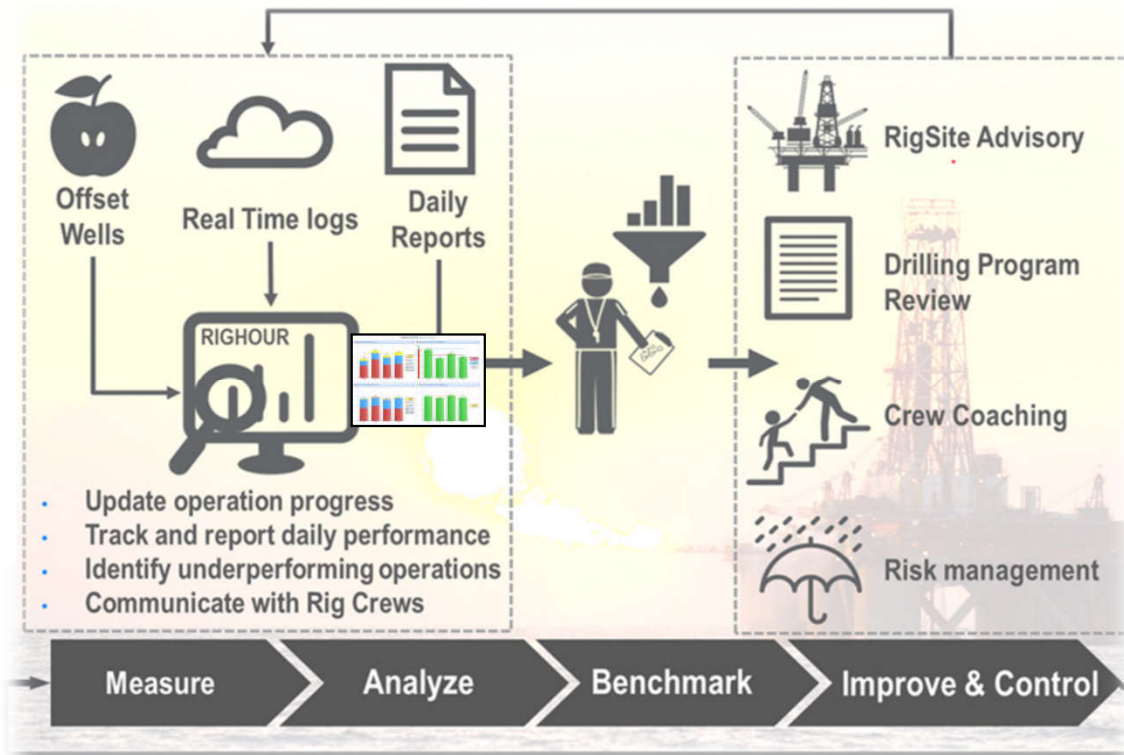 Offset
Wells
Real Time logs
Daily
Reports
RIGHOUR
• Update operation progress
• Track and report daily performance
• Identify underperforming operations
• Communicate with Rig Crews
RigSite Advisory
Drilling Program
Review
Crew Coaching
Risk management
Measure
Analyze
Benchmark
Improve & Control